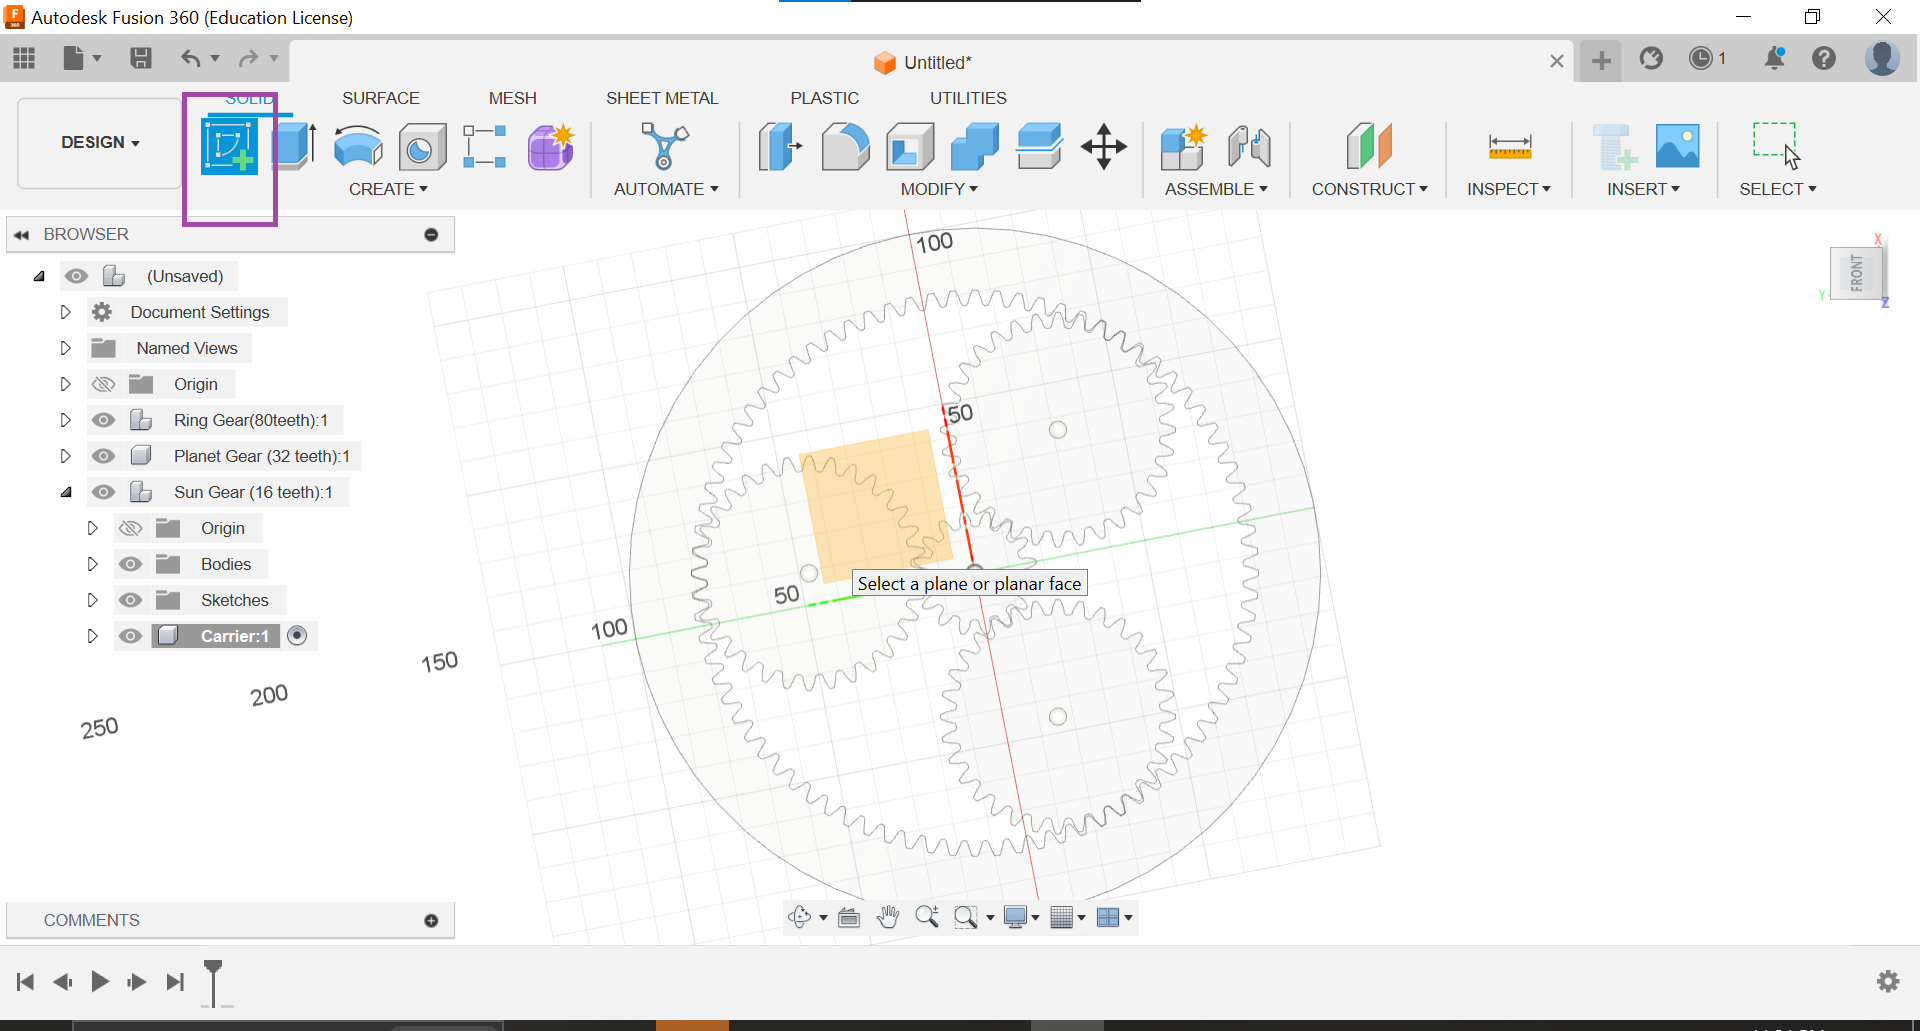 Autodesk Fusion 360 (Education License)
Untitled*
1
SOLID
SURFACE
MESH
SHEET METAL
PLASTIC
UTILITIES
DESIGN
CREATE
AUTOMATE
MODIFY
ASSEMBLE
CONSTRUCT
INSPECT
INSERT
SELECT
BROWSER
(Unsaved)
Document Settings
Named Views
Origin
Ring Gear(80teeth):1
Planet Gear (32 teeth):1
Sun Gear (16 teeth):1
Origin
Bodies
Sketches
Carrier:1
100
50
50
100
150
200
250
Select a plane or planar face
X
FRONT
Y
Z
COMMENTS